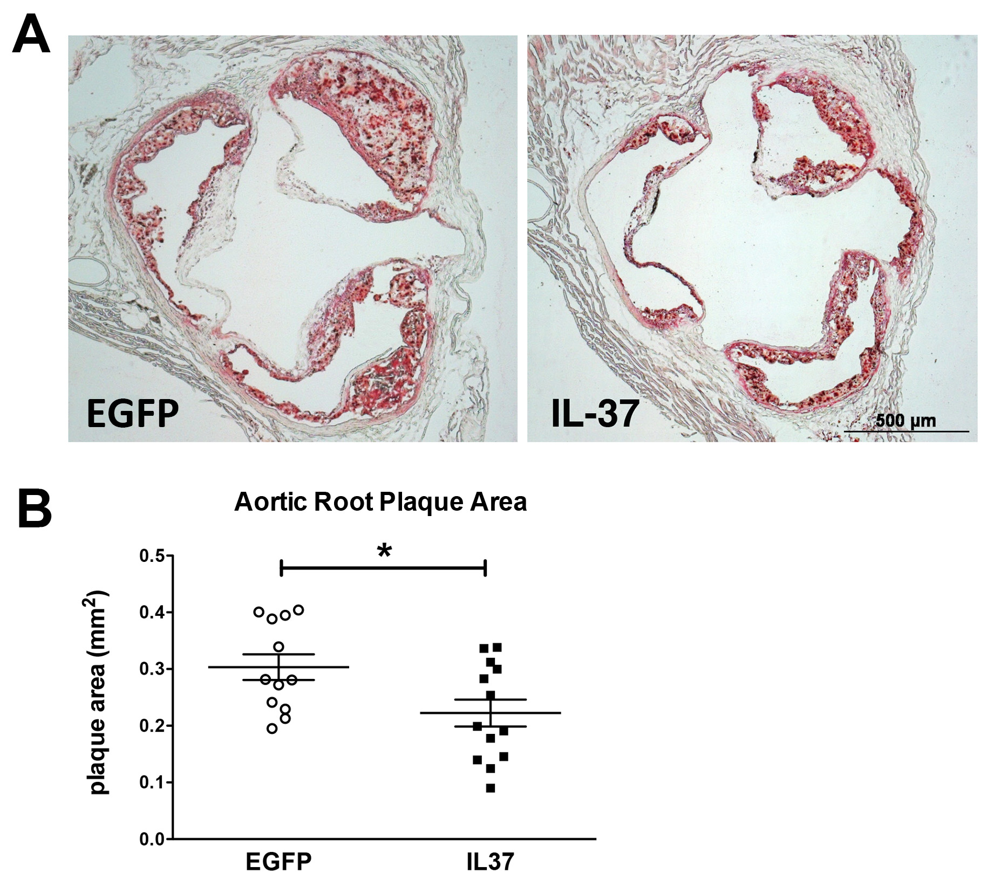 A
EGFP
IL-37
500 µm
B
Aortic Root Plaque Area
*
0.5
0.4
0.3
0.2
0.1
0.0
plaque area (mm²)
EGFP
IL37